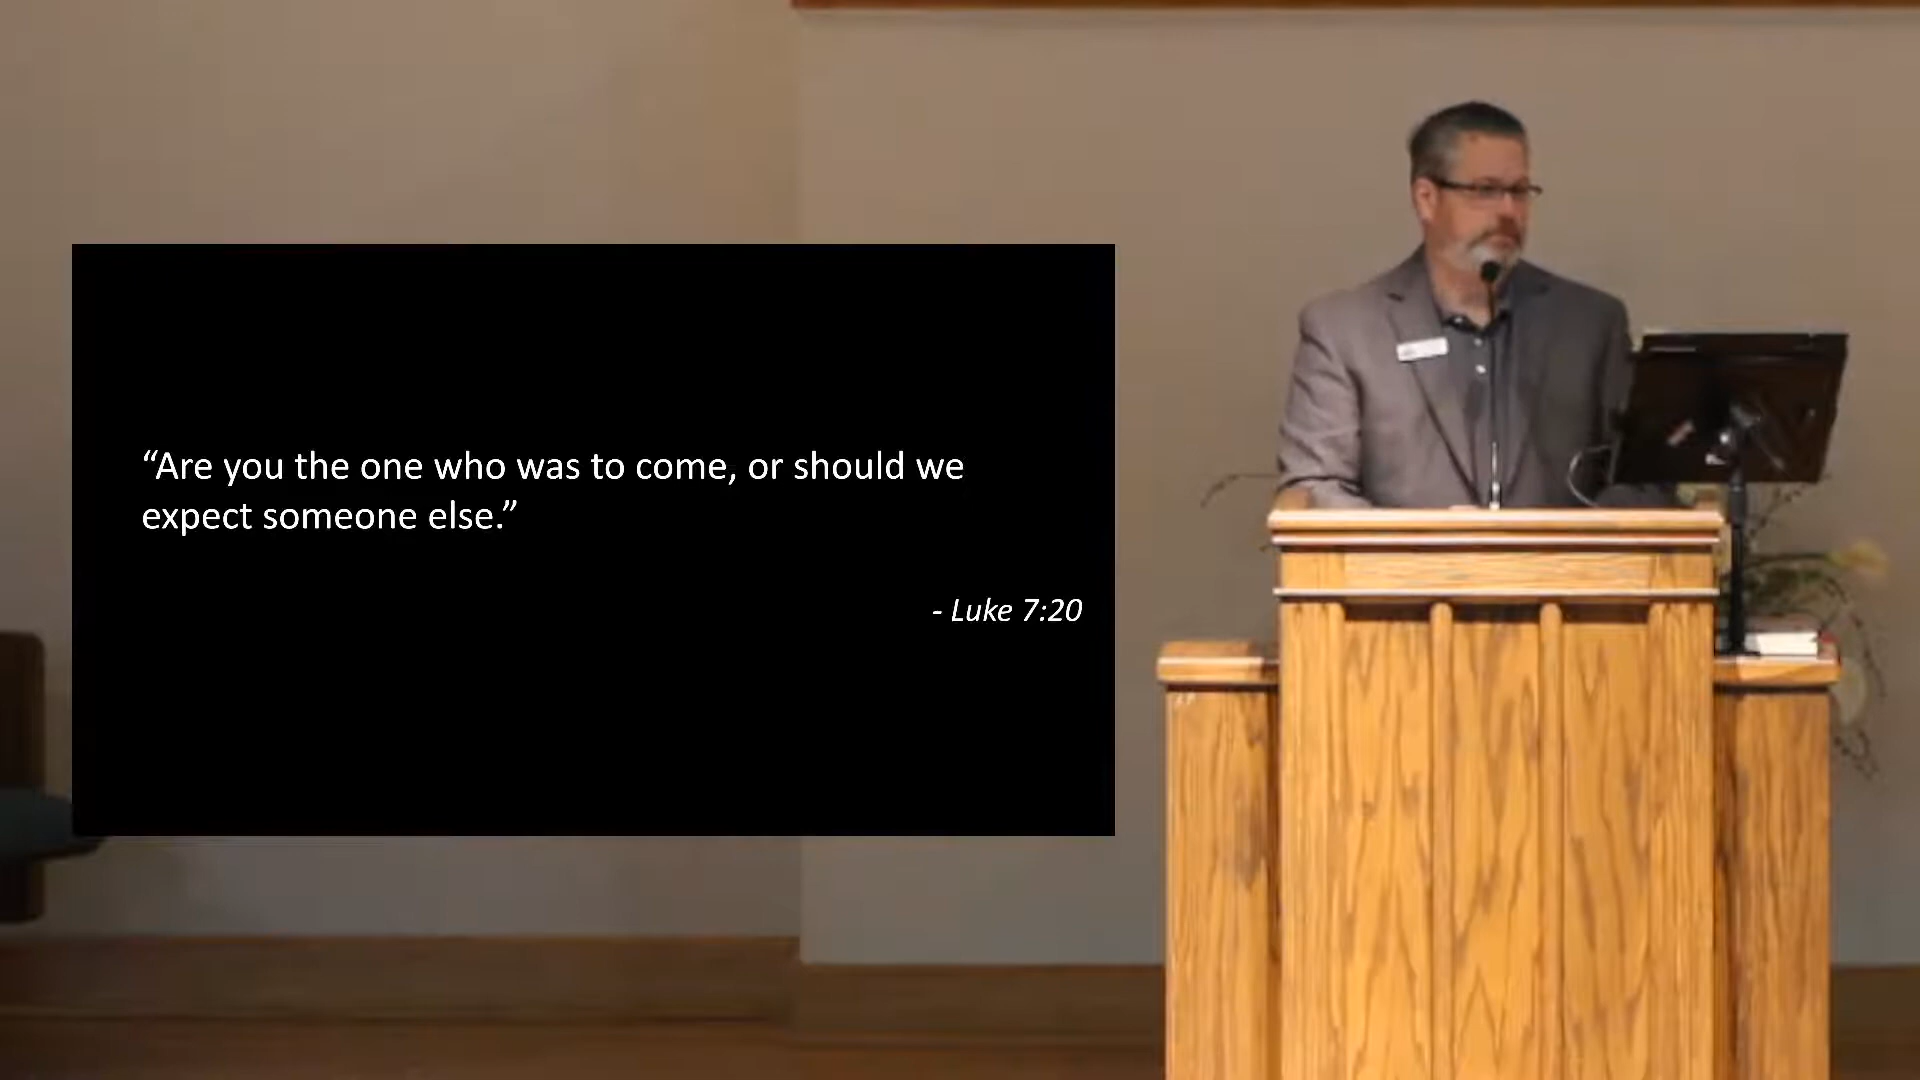 “Are you the one who was to come, or should we
expect someone else.”
- Luke 7:20